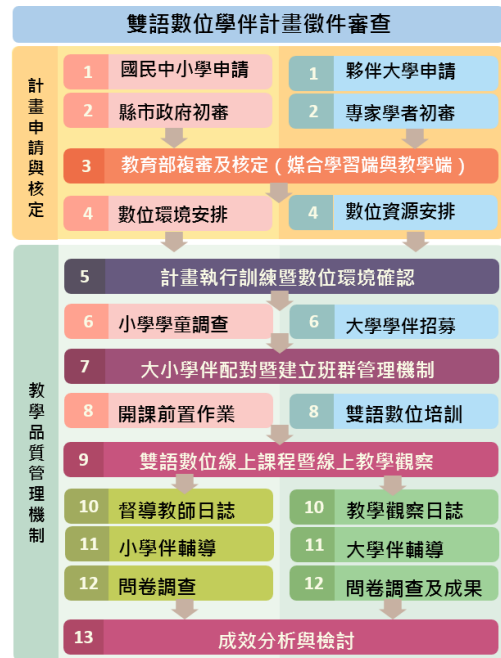 雙語數位學伴計畫徵件審查
計畫申請與核定
1 國民中小學申請
1 夥伴大學申請
2 縣市政府初審
2 專家學者初審
3 教育部複審及核定（媒合學習端與教學端）
4 數位環境安排
4 數位資源安排
教學品質管理機制
5 計畫執行訓練暨數位環境確認
6 小學學童調查
6 大學學伴招募
7 大小學伴配對暨建立班群管理機制
8 開課前置作業
8 雙語數位培訓
9 雙語數位線上課程暨線上教學觀察
10 督導教師日誌
10 教學觀察日誌
11 小學伴輔導
11 大學伴輔導
12 問卷調查
12 問卷調查及成果
13 成效分析與檢討